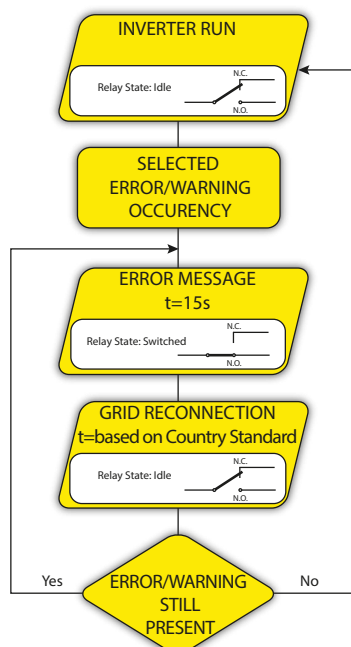 INVERTER RUN
Relay State: Idle
N.C.
N.O.
SELECTED
ERROR/WARNING
OCCURENCY
ERROR MESSAGE
t=15s
Relay State: Switched
N.C.
N.O.
GRID RECONNECTION
t=based on Country Standard
Relay State: Idle
N.C.
N.O.
Yes
ERROR/WARNING
STILL
PRESENT
No